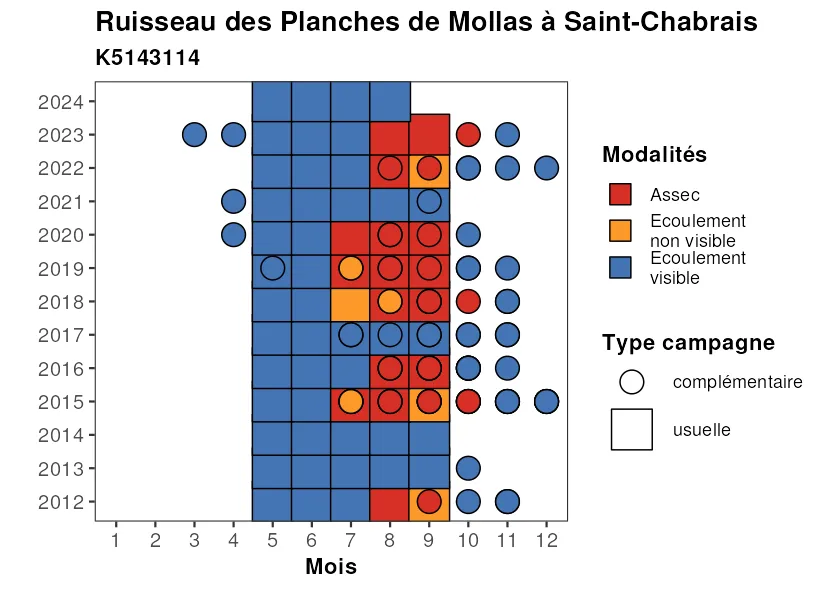 Ruisseau des Planches de Mollas à Saint-Chabrais
K5143114
2024
2023
2022
2021
2020
2019
2018
2017
2016
2015
2014
2013
2012
1 2 3 4 5 6 7 8 9 10 11 12
Mois
Modalités
Assec
Ecoulement
non visible
Ecoulement
visible
Type campagne
complémentaire
usuelle